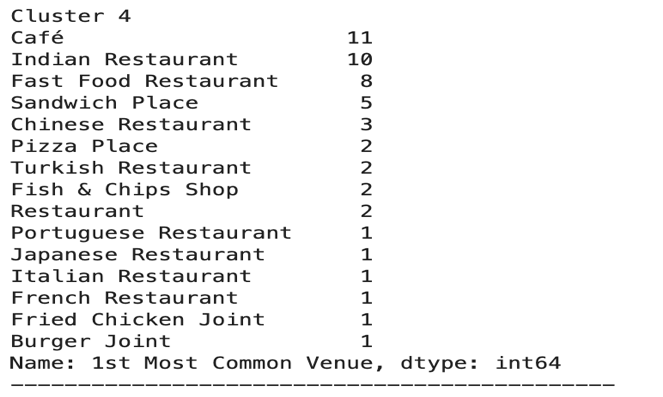 Cluster 4
Café 11
Indian Restaurant 10
Fast Food Restaurant 8
Sandwich Place 5
Chinese Restaurant 3
Pizza Place 2
Turkish Restaurant 2
Fish & Chips Shop 2
Restaurant 2
Portuguese Restaurant 1
Japanese Restaurant 1
Italian Restaurant 1
French Restaurant 1
Fried Chicken Joint 1
Burger Joint 1
Name: 1st Most Common Venue, dtype: int64
---------------------------------------------